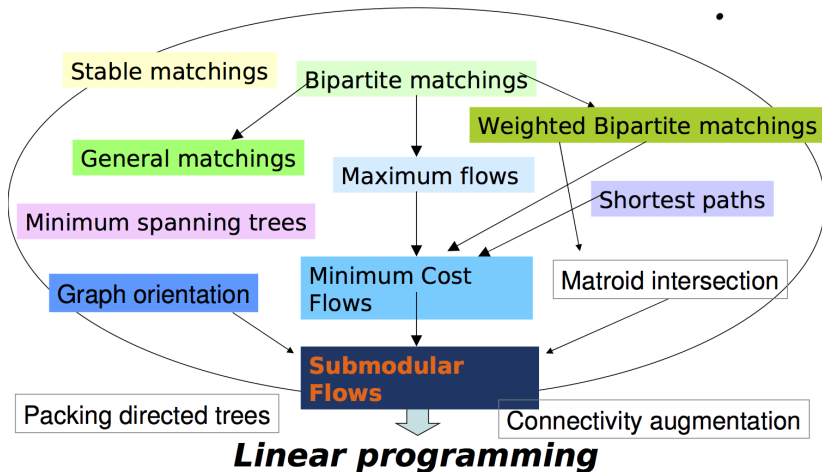 Stable matchings
Bipartite matchings
Weighted Bipartite matchings
General matchings
Maximum flows
Shortest paths
Minimum spanning trees
Minimum Cost
Flows
Matroid intersection
Graph orientation
Submodular
Flows
Packing directed trees
Connectivity augmentation
Linear programming